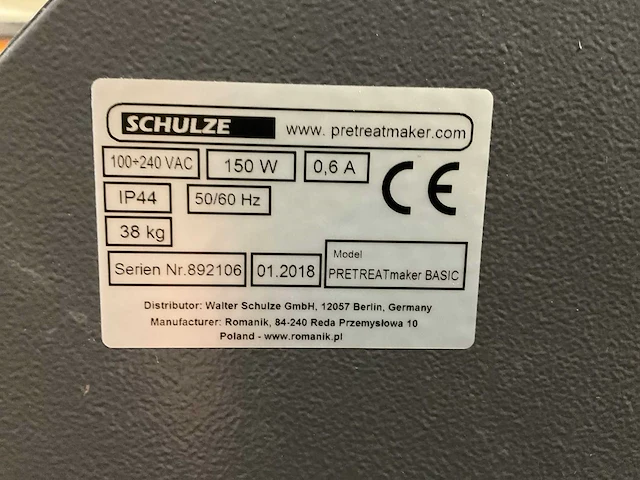 SCHULZE www. pretreatmaker.com
100÷240 VAC 150 W 0,6 A CE
IP44 50/60 Hz
38 kg
Model
Serien Nr.892106 01.2018 PRETREATmaker BASIC
Distributor: Walter Schulze GmbH, 12057 Berlin, Germany
Manufacturer: Romanik, 84-240 Reda Przemysłowa 10
Poland - www.romanik.pl